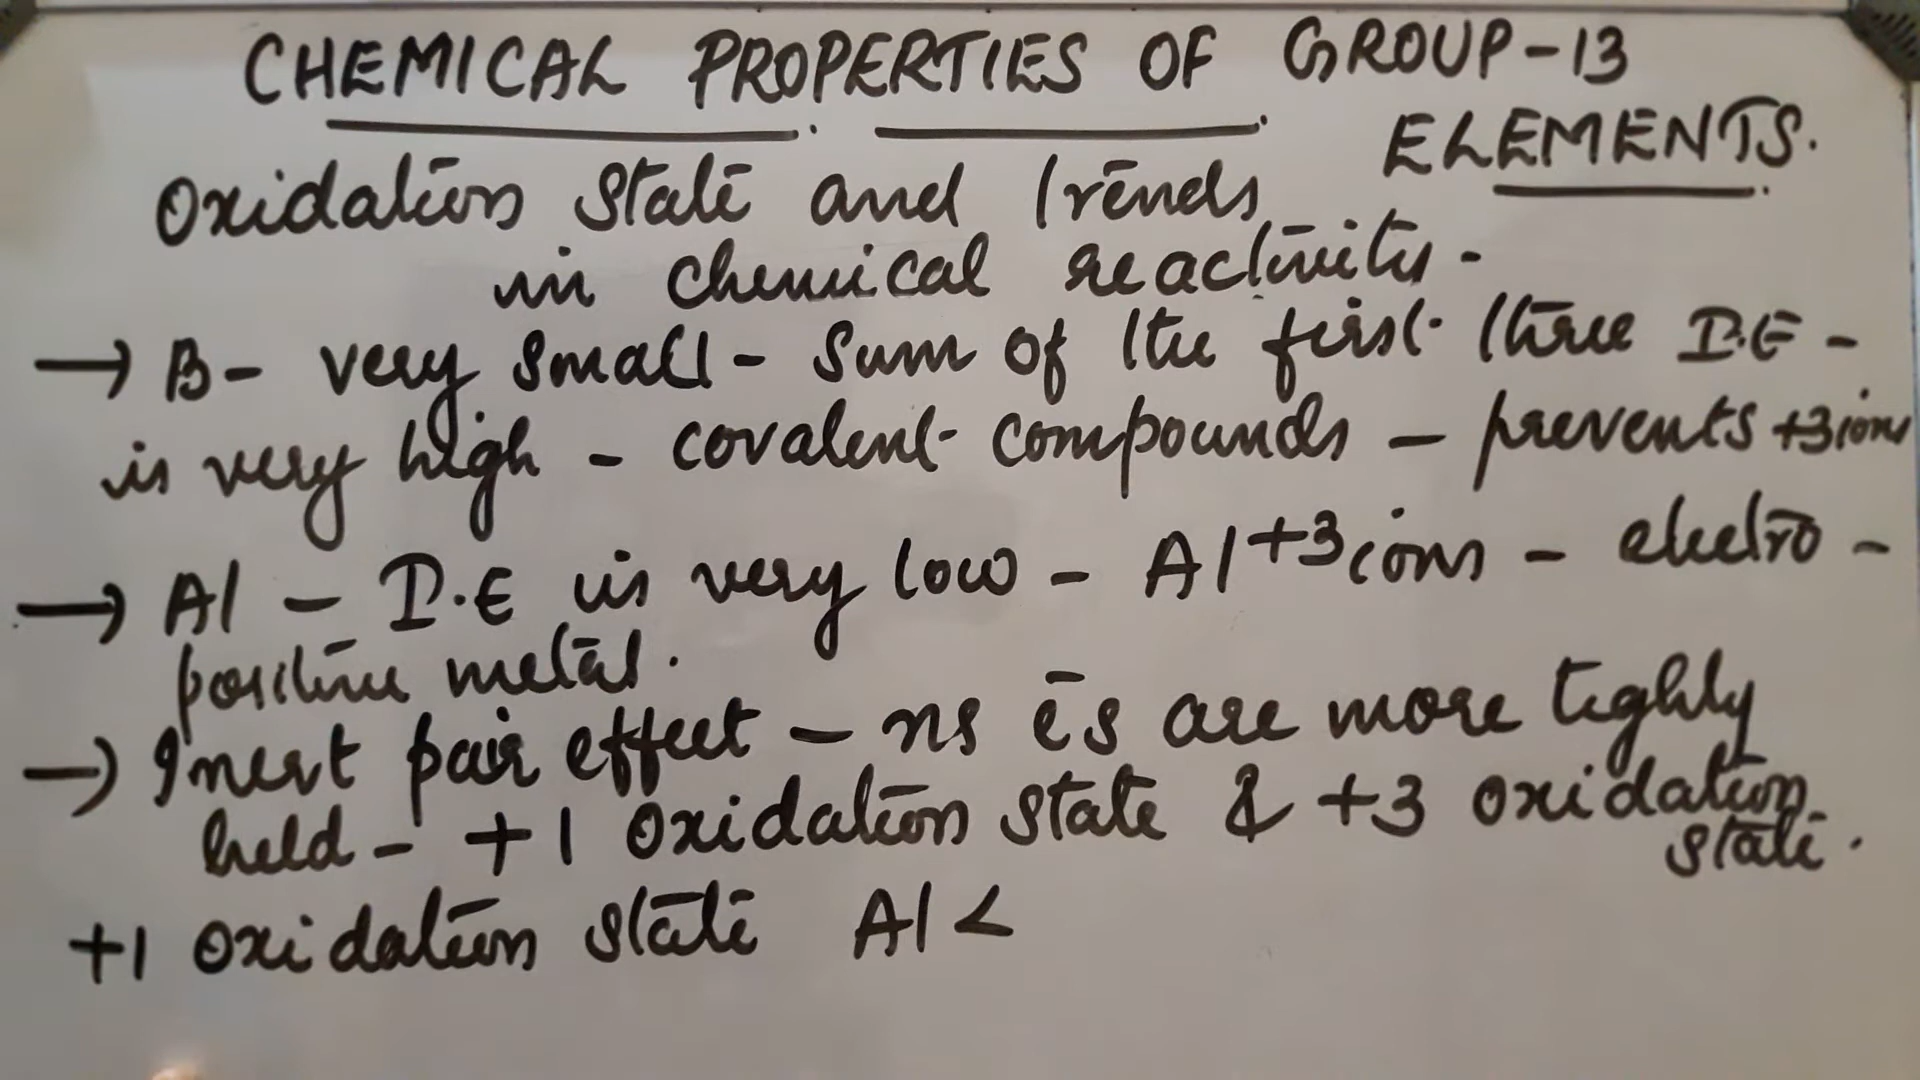 CHEMICAL PROPERTIES OF GROUP-13
ELEMENTS.
Oxidation state and trends
in chemical reactivity-
→ B- very small - Sum of the first three I.E -
is very high - covalent compounds - prevents +3 ions
→ Al - I.E is very low - Al+3 ions - electro-
positive metal.
→ Inert pair effect - ns ēs are more tighly
held - +1 oxidation state & +3 oxidation
state.
+1 oxidation state Al <